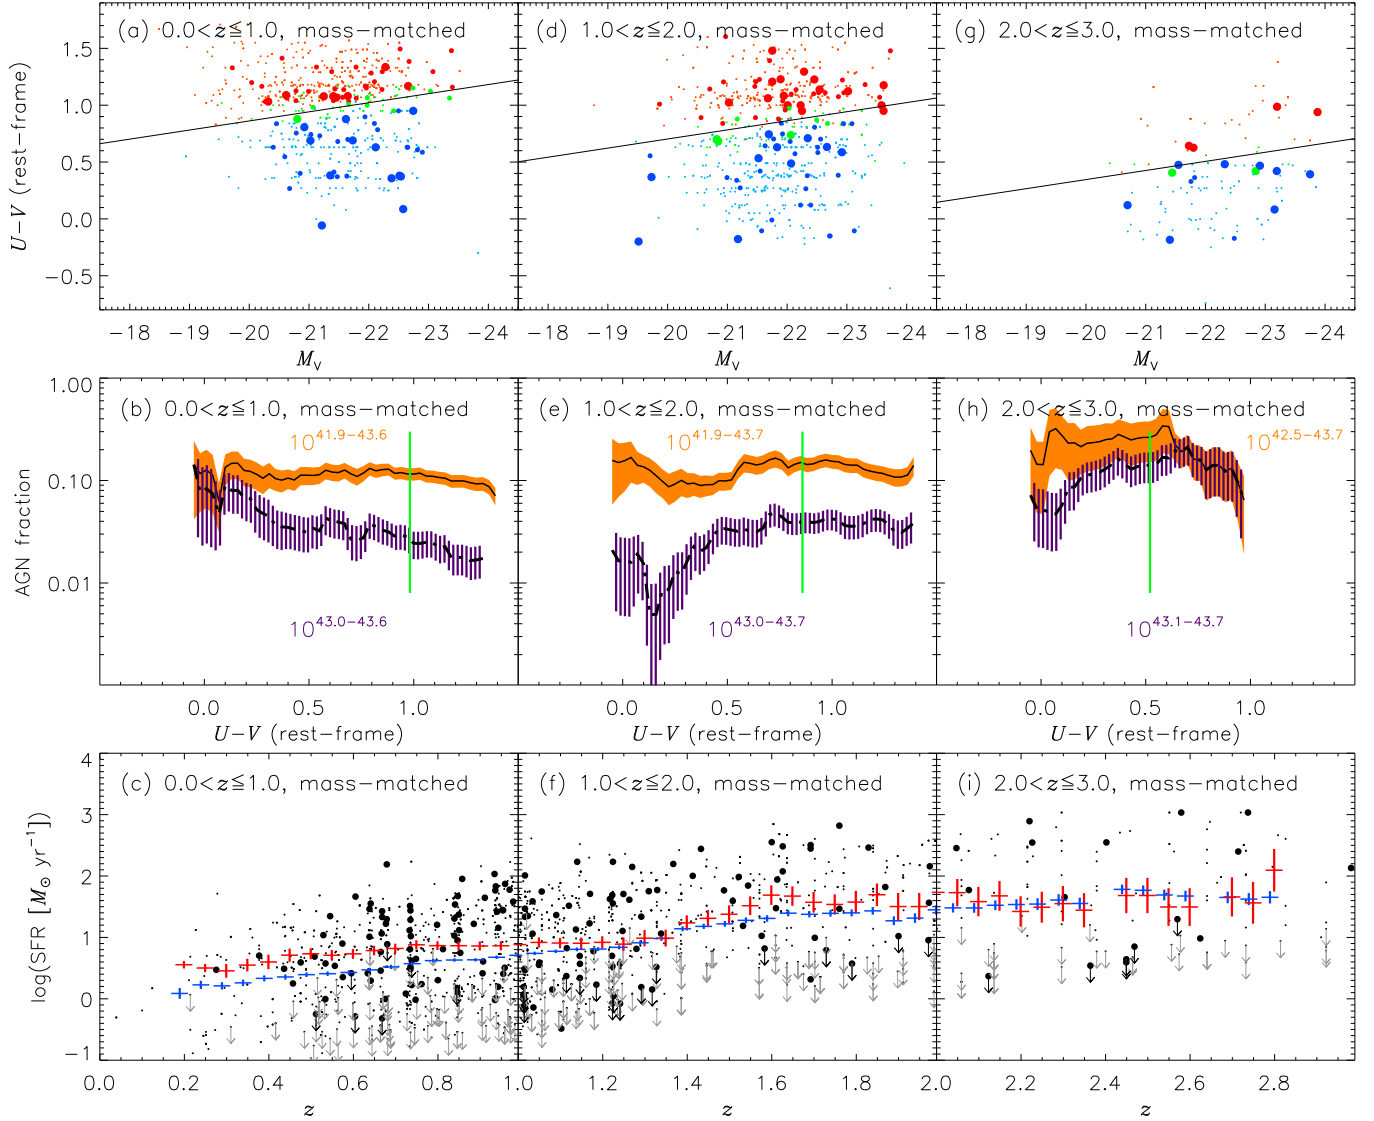 (a) 0.0<z≦1.0, mass−matched
(d) 1.0<z≦2.0, mass−matched
(g) 2.0<z≦3.0, mass−matched
1.5
1.0
0.5
0.0
−0.5
U−V (rest−frame)
−18 −19 −20 −21 −22 −23 −24
−18 −19 −20 −21 −22 −23 −24
−18 −19 −20 −21 −22 −23 −24
M_V
M_V
M_V
(b) 0.0<z≦1.0, mass−matched
(e) 1.0<z≦2.0, mass−matched
(h) 2.0<z≦3.0, mass−matched
10^41.9−43.6
10^41.9−43.7
10^42.5−43.7
1.00
0.10
0.01
AGN fraction
10^43.0−43.6
10^43.0−43.7
10^43.1−43.7
0.0 0.5 1.0
0.0 0.5 1.0
0.0 0.5 1.0
U−V (rest−frame)
U−V (rest−frame)
U−V (rest−frame)
(c) 0.0<z≦1.0, mass−matched
(f) 1.0<z≦2.0, mass−matched
(i) 2.0<z≦3.0, mass−matched
4
3
2
1
0
−1
log(SFR [M_⊙ yr^−1])
0.0 0.2 0.4 0.6 0.8 1.0 1.2 1.4 1.6 1.8 2.0 2.2 2.4 2.6 2.8
z
z
z